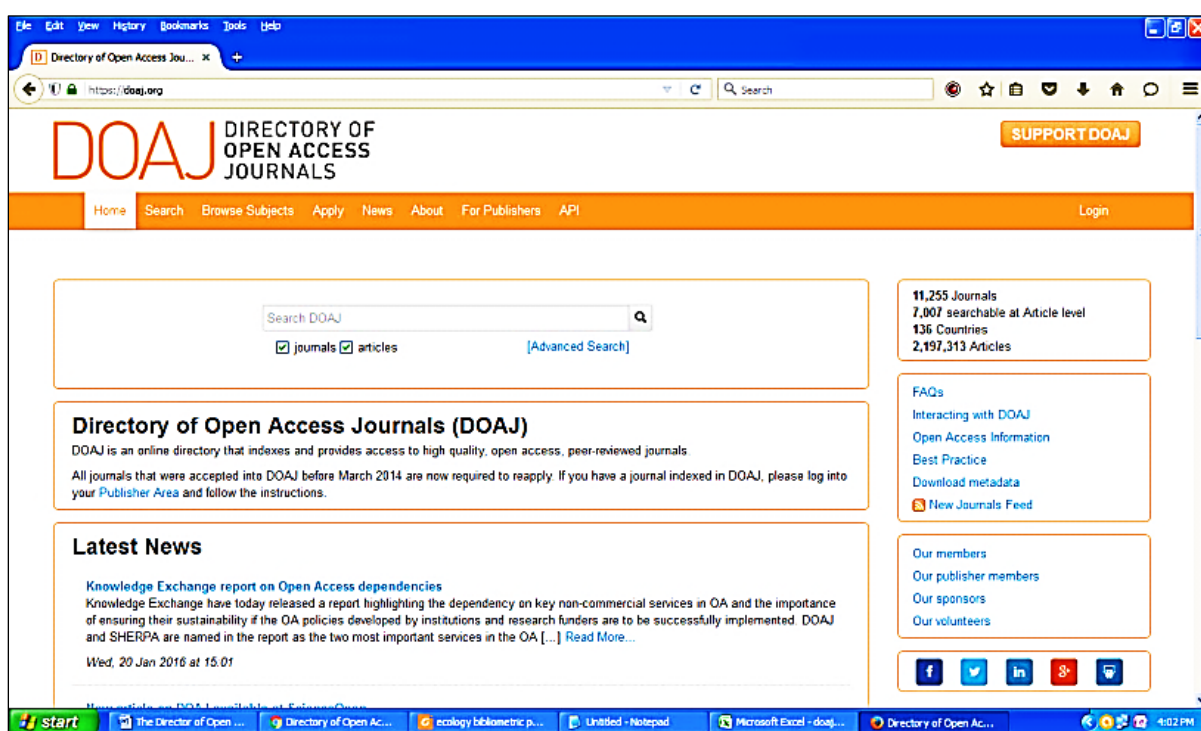 File Edit View History Bookmarks Tools Help
Directory of Open Access Jou... × +
https://doaj.org
Search
DOAJ DIRECTORY OF
OPEN ACCESS
JOURNALS
SUPPORT DOAJ
Home Search Browse Subjects Apply News About For Publishers API Login
Search DOAJ
journals articles [Advanced Search]
11,255 Journals
7,007 searchable at Article level
136 Countries
2,197,313 Articles
Directory of Open Access Journals (DOAJ)
DOAJ is an online directory that indexes and provides access to high quality, open access, peer-reviewed journals.
All journals that were accepted into DOAJ before March 2014 are now required to reapply. If you have a journal indexed in DOAJ, please log into
your Publisher Area and follow the instructions.
FAQs
Interacting with DOAJ
Open Access Information
Best Practice
Download metadata
New Journals Feed
Latest News
Knowledge Exchange report on Open Access dependencies
Knowledge Exchange have today released a report highlighting the dependency on key non-commercial services in OA and the importance
of ensuring their sustainability if the OA policies developed by institutions and research funders are to be successfully implemented. DOAJ
and SHERPA are named in the report as the two most important services in the OA [...] Read More...
Wed, 20 Jan 2016 at 15:01
Our members
Our publisher members
Our sponsors
Our volunteers
start The Director of Open ... Directory of Open Ac... ecology bibliometric p... Untitled - Notepad Microsoft Excel - doaj... Directory of Open Ac... 4:02 PM